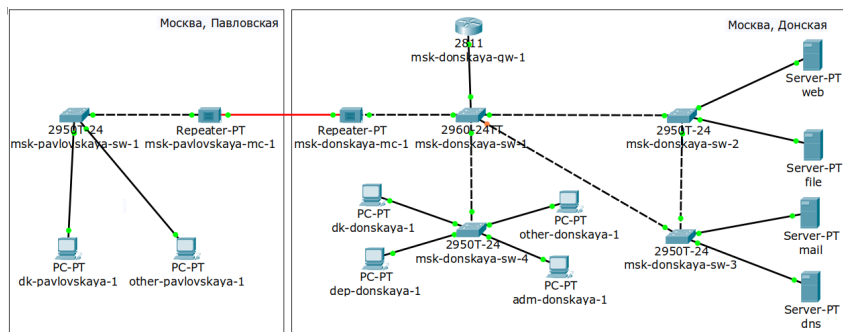 Москва, Павловская
Москва, Донская
2811
msk-donskaya-gw-1
Server-PT
web
2950T-24
msk-pavlovskaya-sw-1
Repeater-PT
msk-pavlovskaya-mc-1
Repeater-PT
msk-donskaya-mc-1
2960-24TT
msk-donskaya-sw-1
2950T-24
msk-donskaya-sw-2
Server-PT
file
PC-PT
dk-donskaya-1
PC-PT
other-donskaya-1
2950T-24
msk-donskaya-sw-4
2950T-24
msk-donskaya-sw-3
Server-PT
mail
PC-PT
dk-pavlovskaya-1
PC-PT
other-pavlovskaya-1
PC-PT
dep-donskaya-1
PC-PT
adm-donskaya-1
Server-PT
dns